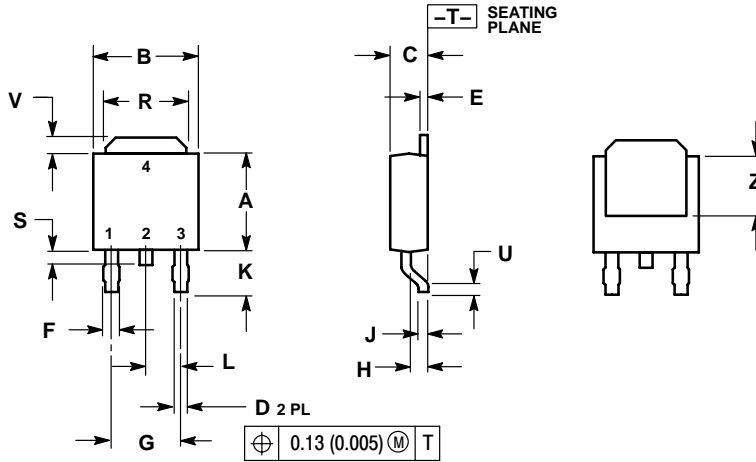 –T– SEATING
PLANE
C
B
V
R
E
4
Z
A
S
1 2 3
U
K
F
J
L
H
D 2 PL
G
⌖ 0.13 (0.005) Ⓜ T